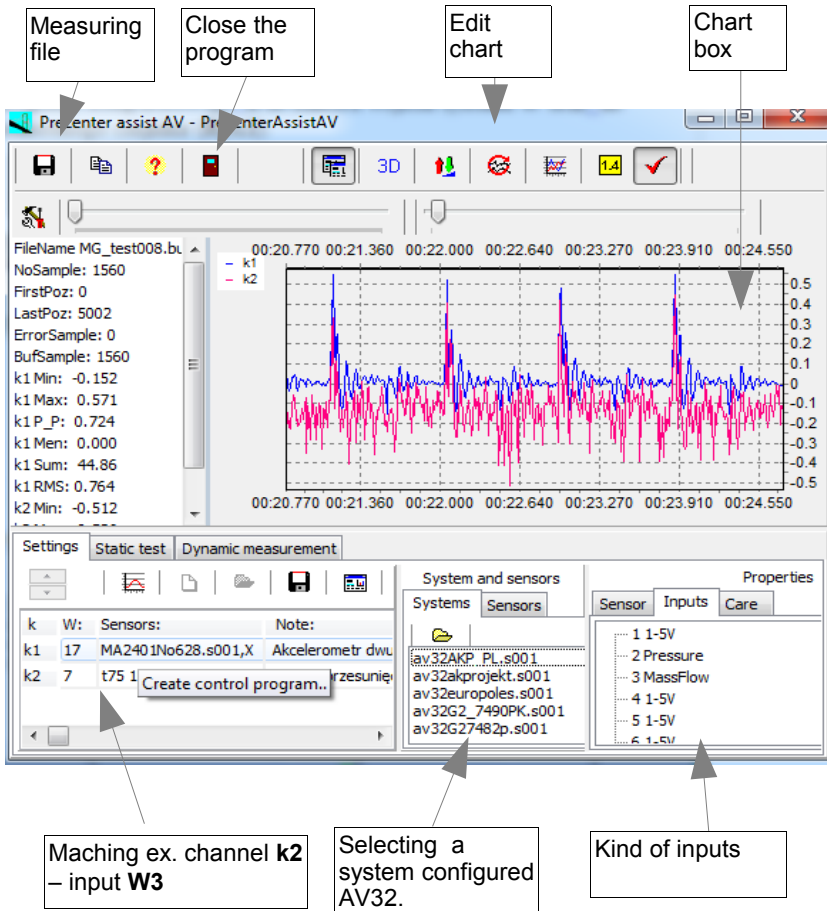 Measuring
file
Close the
program
Edit
chart
Chart
box
Prezenter assist AV - PrezenterAssistAV
3D
1.4
FileName MG_test008.bu
NoSample: 1560
FirstPoz: 0
LastPoz: 5002
ErrorSample: 0
BufSample: 1560
k1 Min: -0.152
k1 Max: 0.571
k1 P_P: 0.724
k1 Men: 0.000
k1 Sum: 44.86
k1 RMS: 0.764
k2 Min: -0.512
k1
k2
00:20.770 00:21.360 00:22.000 00:22.640 00:23.270 00:23.910 00:24.550
0.5
0.4
0.3
0.2
0.1
0
-0.1
-0.2
-0.3
-0.4
-0.5
00:20.770 00:21.360 00:22.000 00:22.640 00:23.270 00:23.910 00:24.550
Settings Static test Dynamic measurement
k W: Sensors: Note:
k1 17 MA2401No628.s001,X Akcelerometr dwu
k2 7 t75 1 rzesunię
Create control program..
System and sensors
Systems Sensors
av32AKP_PL.s001
av32akprojekt.s001
av32europoles.s001
av32G2_7490PK.s001
av32G27482p.s001
Properties
Sensor Inputs Care
1 1-5V
2 Pressure
3 MassFlow
4 1-5V
5 1-5V
6 1-5V
Maching ex. channel k2
– input W3
Selecting a
system configured
AV32.
Kind of inputs